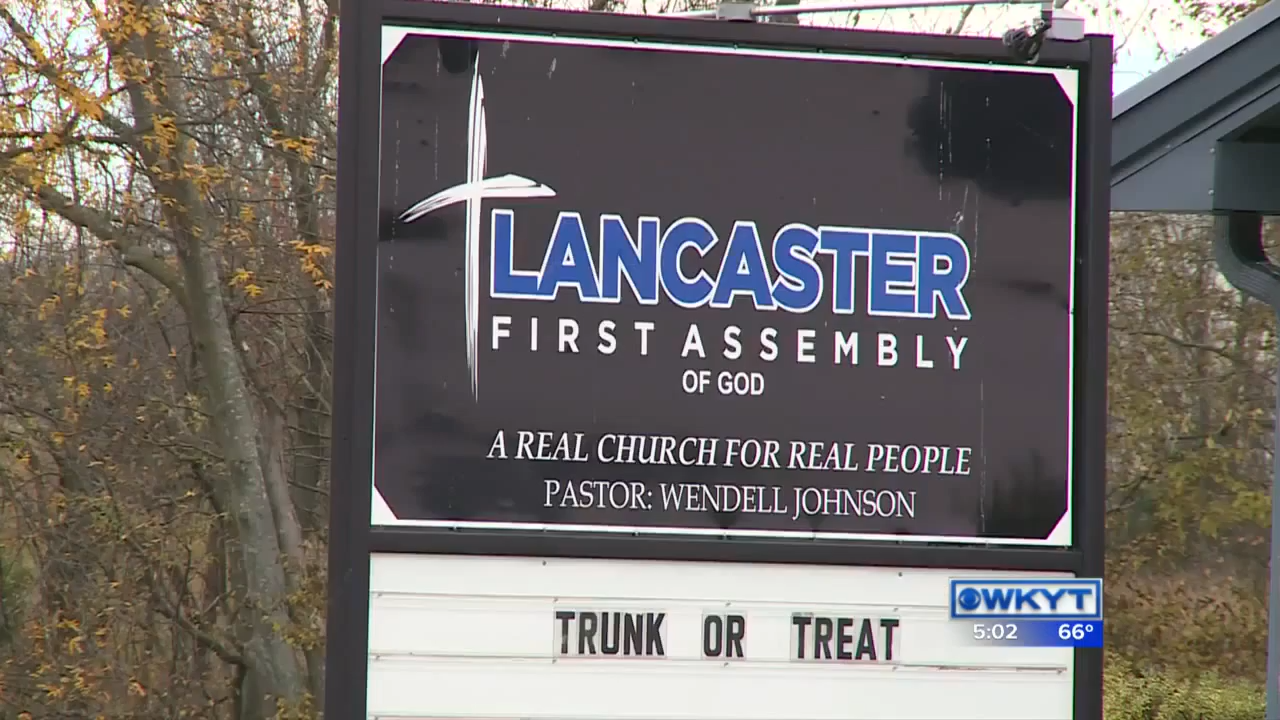 LANCASTER
FIRST ASSEMBLY
OF GOD
A REAL CHURCH FOR REAL PEOPLE
PASTOR: WENDELL JOHNSON
TRUNK OR TREAT
WKYT
5:02 66°